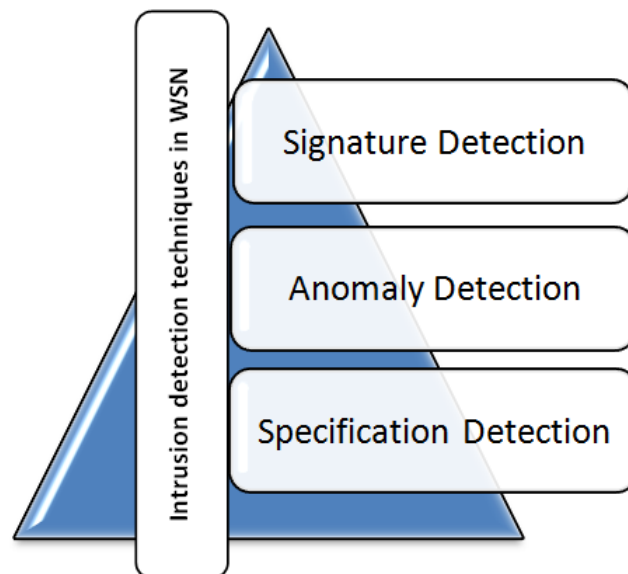 Intrusion detection techniques in WSN
Signature Detection
Anomaly Detection
Specification Detection